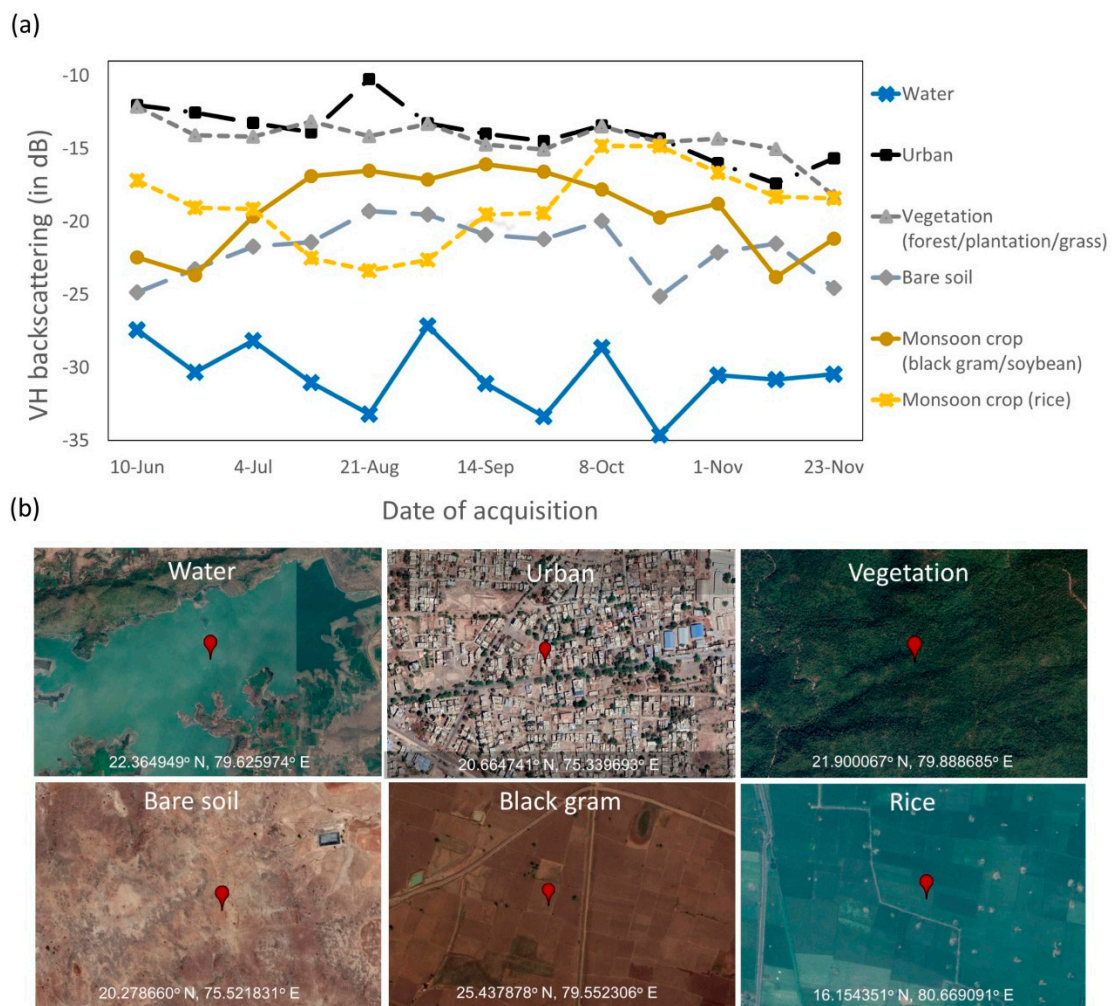 (a)
VH backscattering (in dB)
-10
-15
-20
-25
-30
-35
10-Jun
4-Jul
21-Aug
14-Sep
8-Oct
1-Nov
23-Nov
Date of acquisition
Water
Urban
Vegetation
(forest/plantation/grass)
Bare soil
Monsoon crop
(black gram/soybean)
Monsoon crop (rice)
(b)
Water
22.364949° N, 79.625974° E
Urban
20.664741° N, 75.339693° E
Vegetation
21.900067° N, 79.888685° E
Bare soil
20.278660° N, 75.521831° E
Black gram
25.437878° N, 79.552306° E
Rice
16.154351° N, 80.669091° E